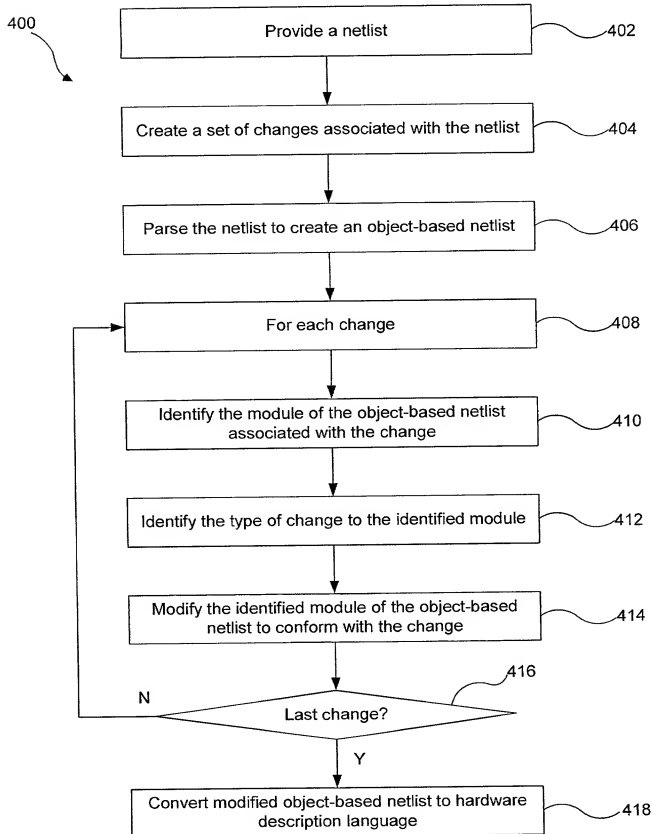 400
Provide a netlist
402
Create a set of changes associated with the netlist
404
Parse the netlist to create an object-based netlist
406
For each change
408
Identify the module of the object-based netlist
associated with the change
410
Identify the type of change to the identified module
412
Modify the identified module of the object-based
netlist to conform with the change
414
416
N
Last change?
Y
Convert modified object-based netlist to hardware
description language
418